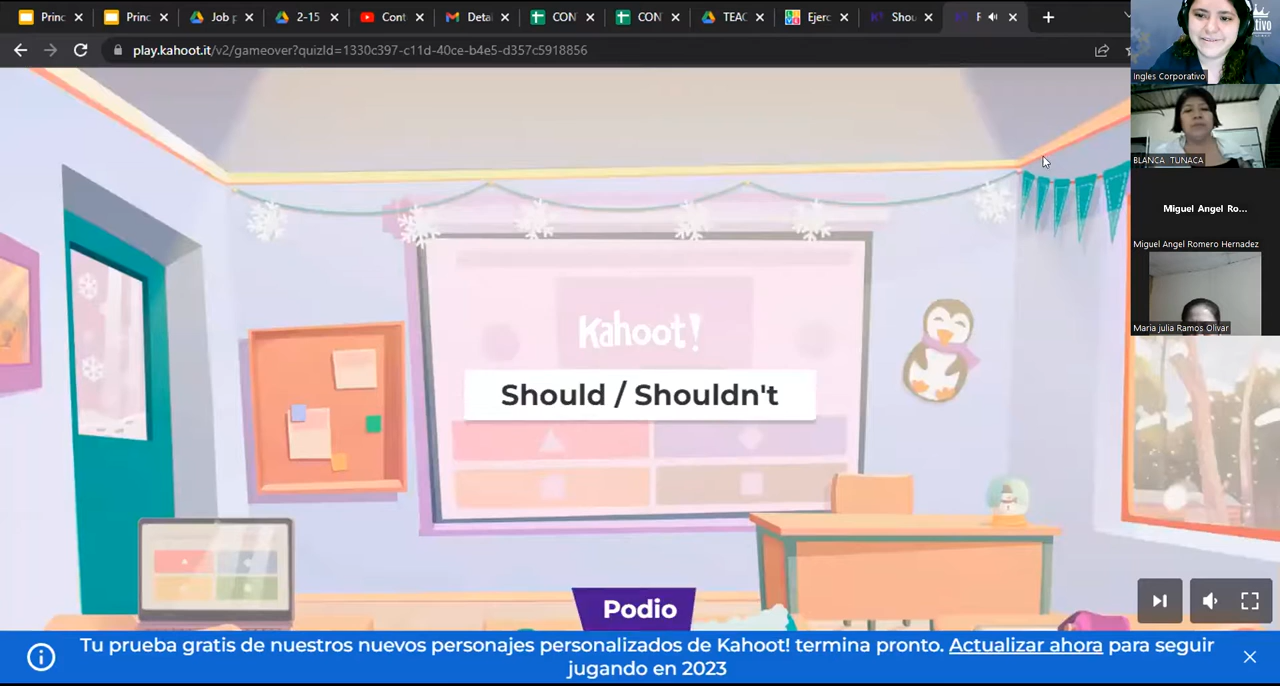 Princ
Princ
Job p
2-15
Cont
Deta
CON
CON
TEAC
Ejerc
Shou
F
play.kahoot.it/v2/gameover?quizId=1330c397-c11d-40ce-b4e5-d357c5918856
Ingles Corporativo
BLANCA TUNACA
Miguel Angel Ro...
Miguel Angel Romero Hernadez
Maria julia Ramos Olivar
Kahoot!
Should / Shouldn't
Podio
Tu prueba gratis de nuestros nuevos personajes personalizados de Kahoot! termina pronto. Actualizar ahora para seguir
jugando en 2023